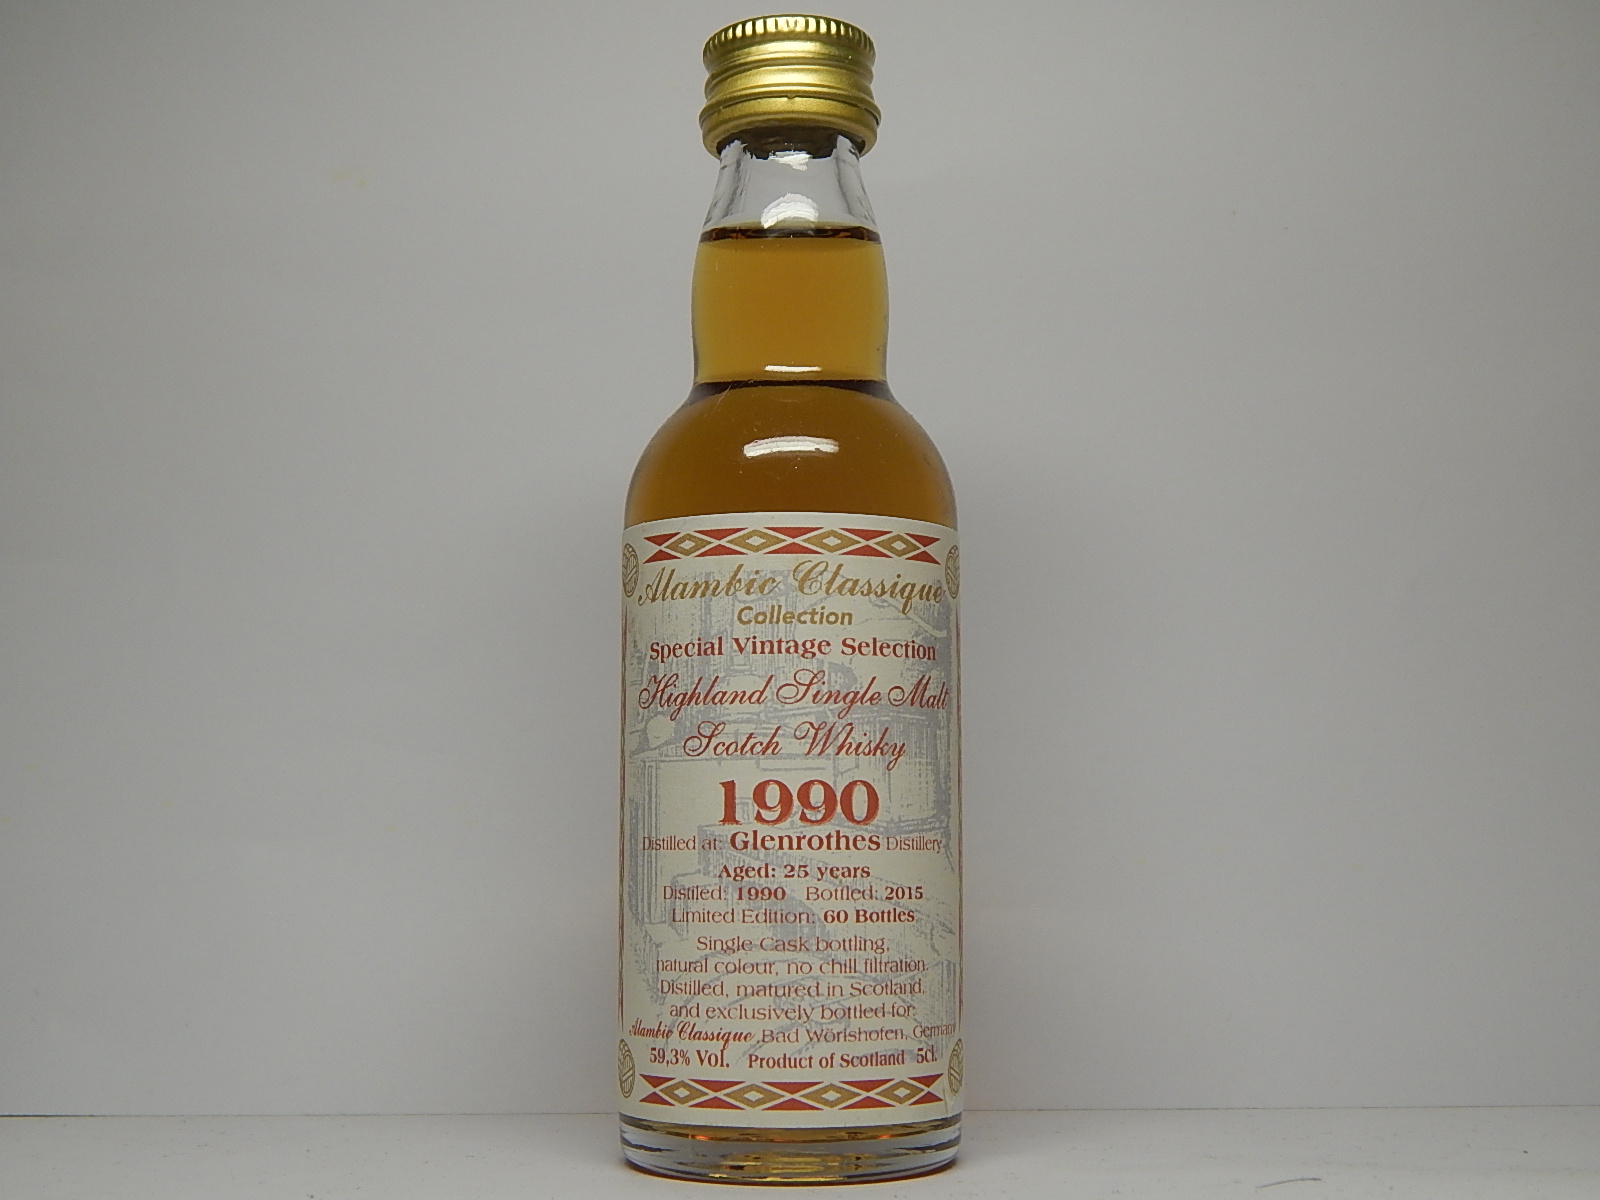 Alambic Classique
Collection
Special Vintage Selection
Highland Single Malt
Scotch Whisky
1990
Distilled at: Glenrothes Distillery
Aged: 25 years
Distilled: 1990 Bottled: 2015
Limited Edition: 60 Bottles
Single Cask bottling,
natural colour, no chill filtration.
Distilled, matured in Scotland,
and exclusively bottled for:
Alambic Classique, Bad Wörishofen, Germany
59,3% Vol. Product of Scotland 5cl.